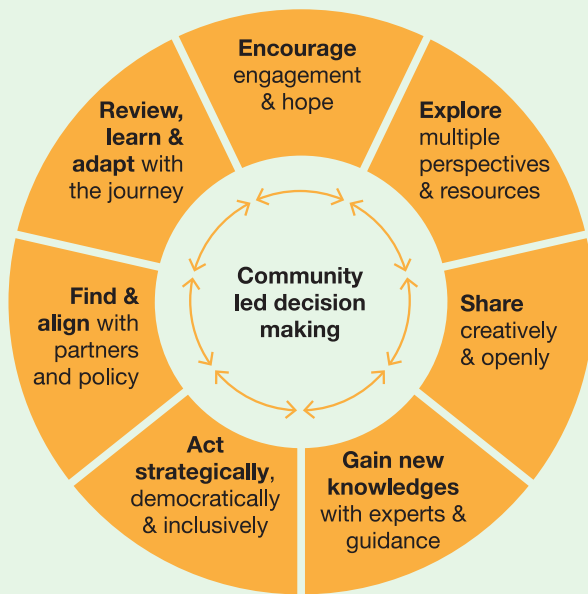 Encourage
engagement
& hope
Explore
multiple
perspectives
& resources
Share
creatively
& openly
Gain new
knowledges
with experts &
guidance
Act
strategically,
democratically
& inclusively
Find &
align with
partners
and policy
Review,
learn &
adapt with
the journey
Community
led decision
making